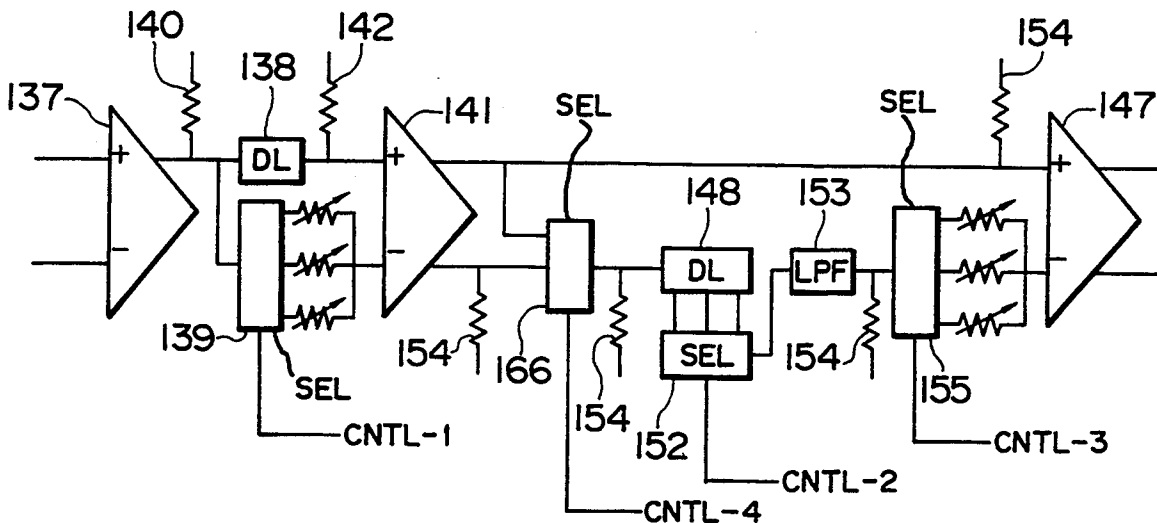 140
142
154
137
138
SEL
141
SEL
147
+
DL
+
+
148
153
−
−
DL
LPF
−
139
154
166
SEL
154
155
SEL
154
152
CNTL-1
CNTL-3
CNTL-2
CNTL-4